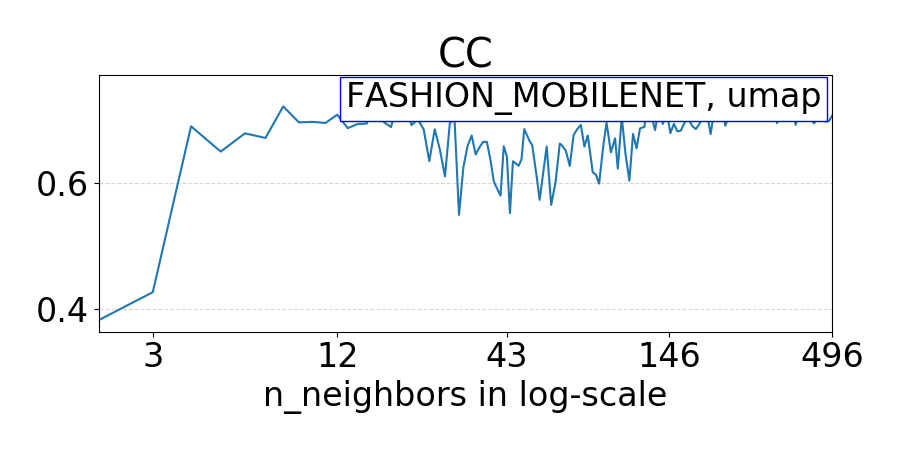 CC
FASHION_MOBILENET, umap
0.6
0.4
3 12 43 146 496
n_neighbors in log-scale